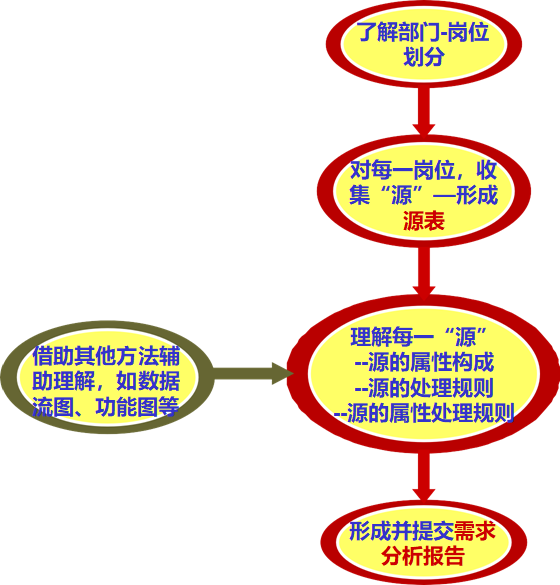 了解部门-岗位
划分
对每一岗位，收
集“源”—形成
源表
理解每一“源”
--源的属性构成
--源的处理规则
--源的属性处理规则
借助其他方法辅
助理解，如数据
流图、功能图等
形成并提交需求
分析报告